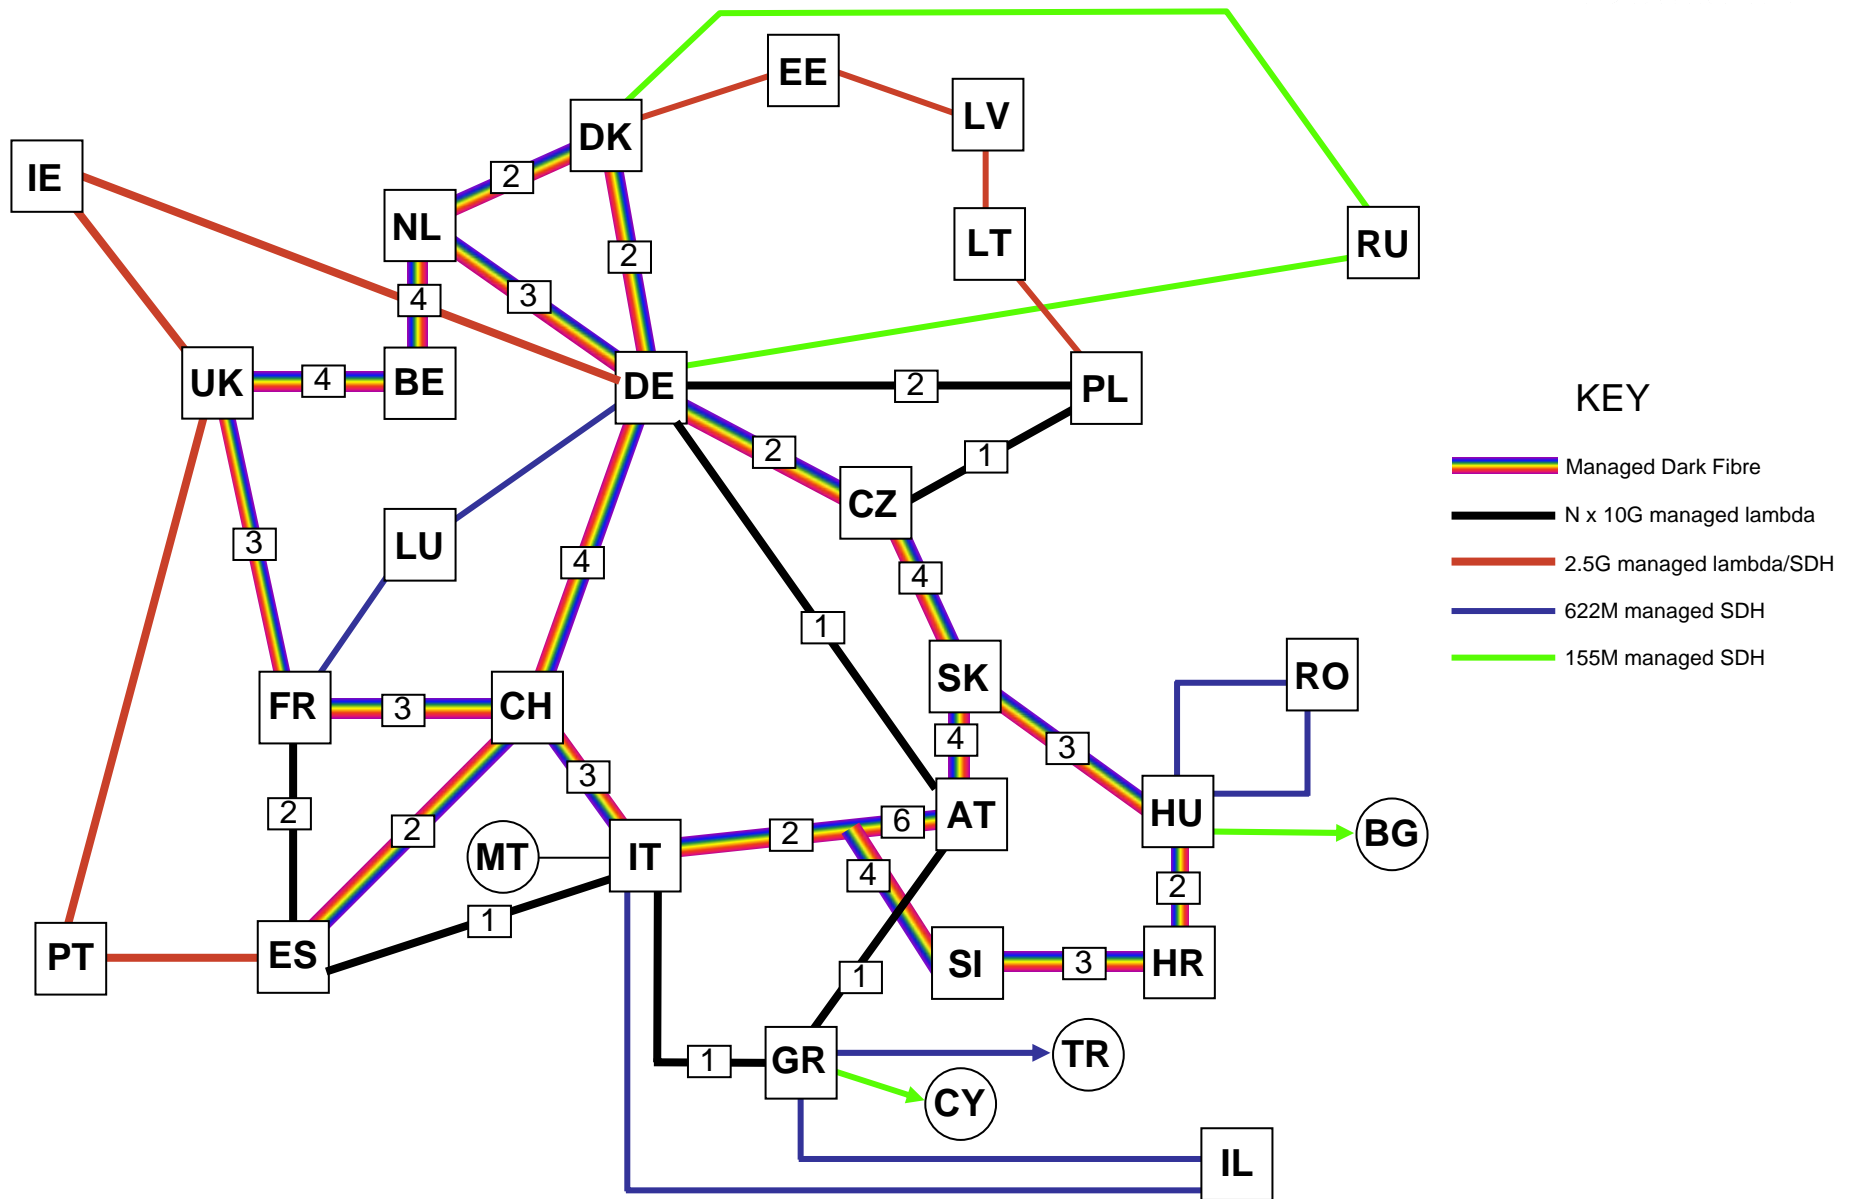 EE
LV
DK
IE
2
NL
LT
RU
2
3
4
UK
4
BE
DE
2
PL
KEY
2
1
Managed Dark Fibre
CZ
N x 10G managed lambda
3
LU
4
4
2.5G managed lambda/SDH
622M managed SDH
1
155M managed SDH
SK
RO
FR
3
CH
4
3
3
2
2
2
6
AT
HU
BG
MT
IT
4
2
1
PT
ES
SI
3
HR
1
1
GR
TR
CY
IL